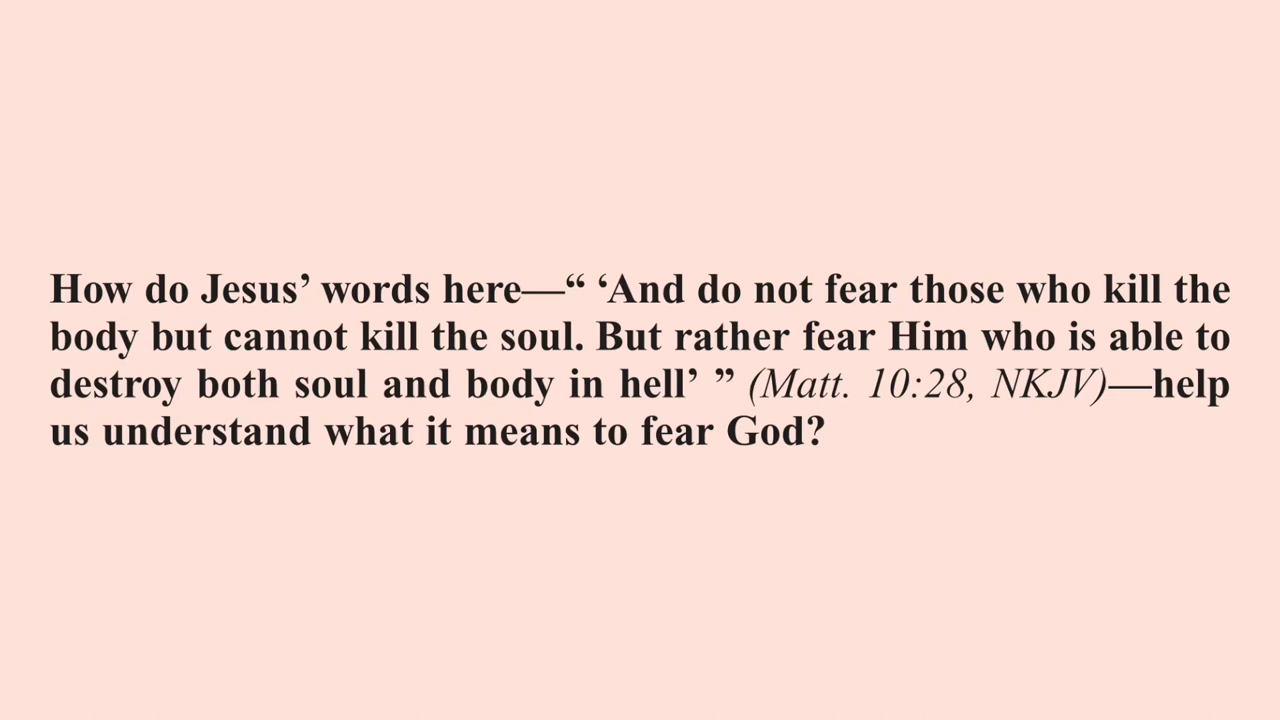 How do Jesus’ words here—“ ‘And do not fear those who kill the
body but cannot kill the soul. But rather fear Him who is able to
destroy both soul and body in hell’ ” (Matt. 10:28, NKJV)—help
us understand what it means to fear God?